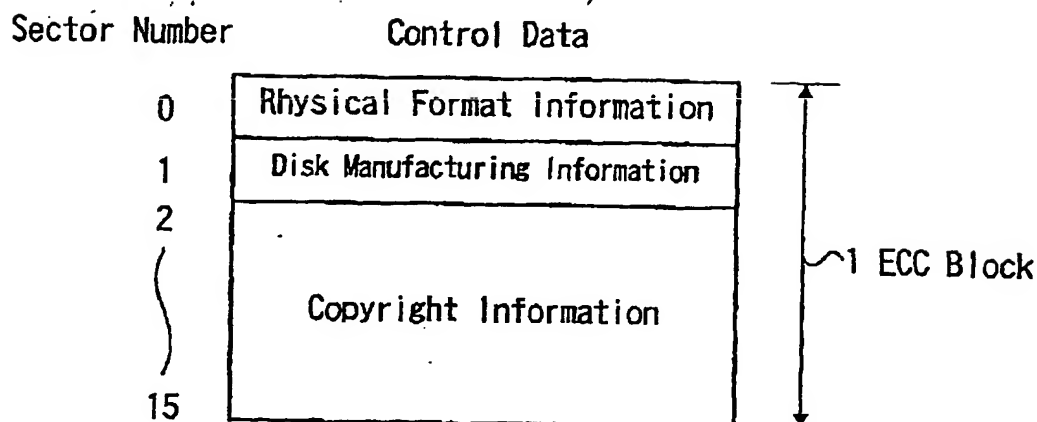 Sector Number Control Data
0 Rhysical Format Information
1 Disk Manufacturing Information
2
Copyright Information
1 ECC Block
15